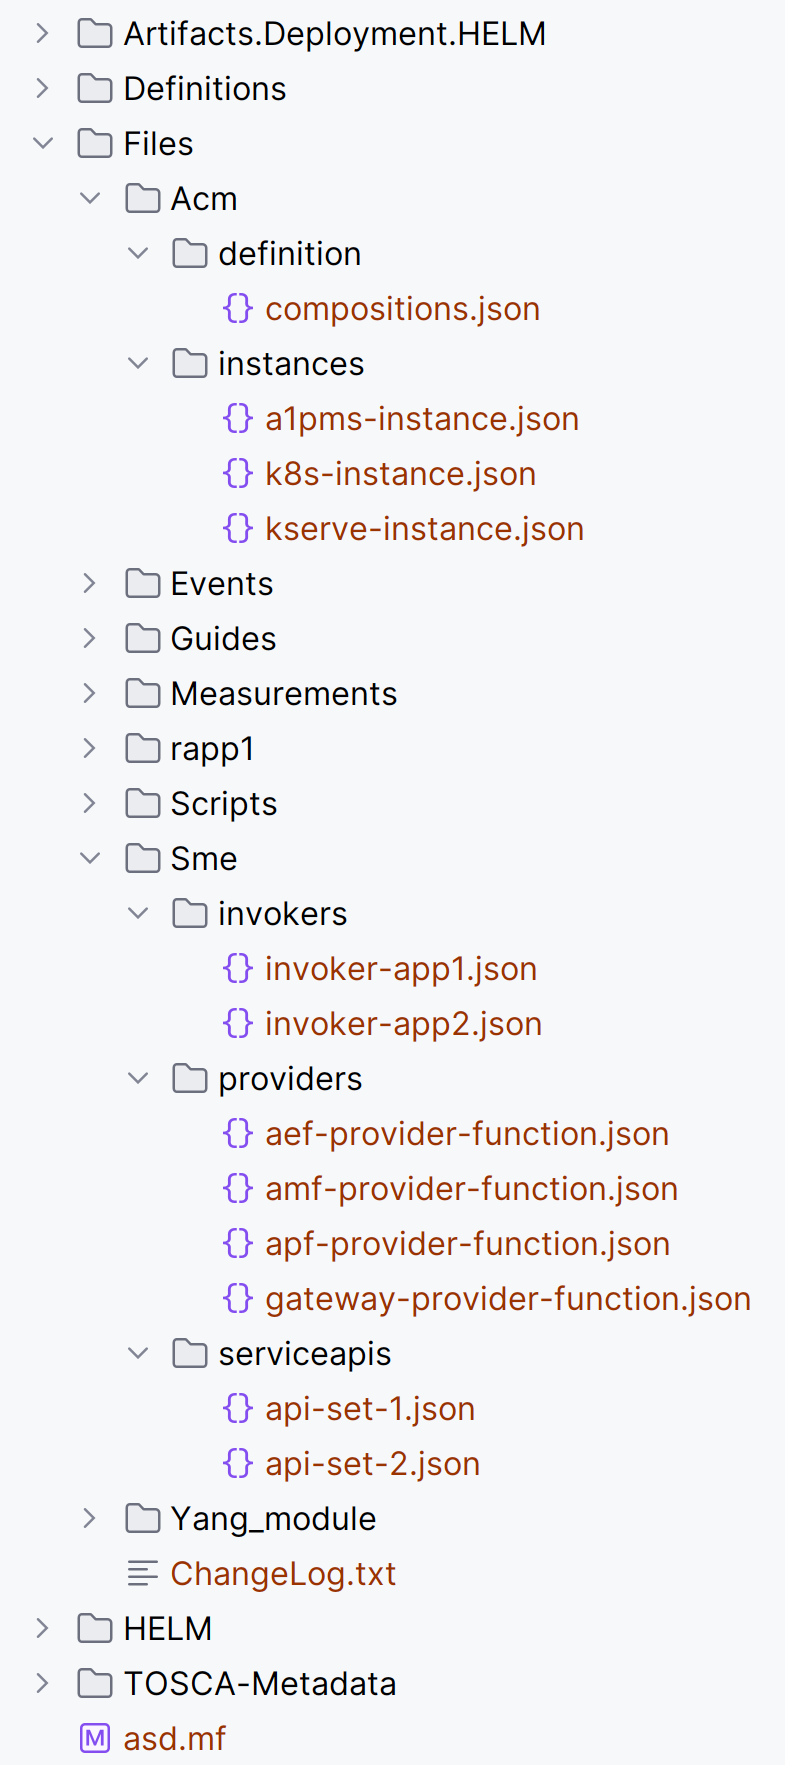 Artifacts.Deployment.HELM
Definitions
Files
Acm
definition
compositions.json
instances
a1pms-instance.json
k8s-instance.json
kserve-instance.json
Events
Guides
Measurements
rapp1
Scripts
Sme
invokers
invoker-app1.json
invoker-app2.json
providers
aef-provider-function.json
amf-provider-function.json
apf-provider-function.json
gateway-provider-function.json
serviceapis
api-set-1.json
api-set-2.json
Yang_module
ChangeLog.txt
HELM
TOSCA-Metadata
asd.mf